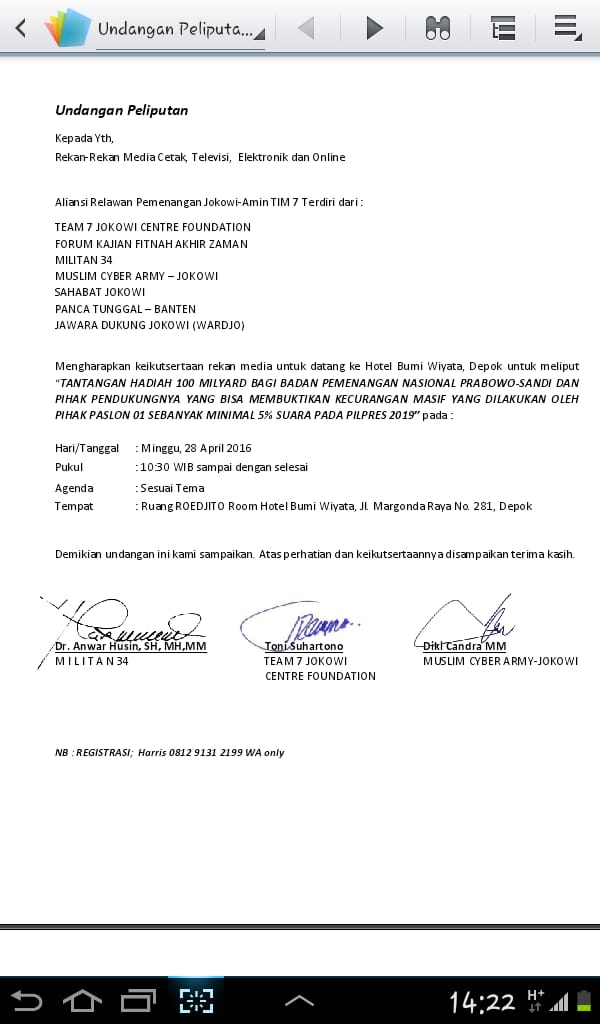 Undangan Peliputa...
Undangan Peliputan
Kepada Yth,
Rekan-Rekan Media Cetak, Televisi, Elektronik dan Online
Aliansi Relawan Pemenangan Jokowi-Amin TIM 7 Terdiri dari :
TEAM 7 JOKOWI CENTRE FOUNDATION
FORUM KAJIAN FITNAH AKHIR ZAMAN
MILITAN 34
MUSLIM CYBER ARMY – JOKOWI
SAHABAT JOKOWI
PANCA TUNGGAL – BANTEN
JAWARA DUKUNG JOKOWI (WARDJO)
Mengharapkan keikutsertaan rekan media untuk datang ke Hotel Bumi Wiyata, Depok untuk meliput
“TANTANGAN HADIAH 100 MILYARD BAGI BADAN PEMENANGAN NASIONAL PRABOWO-SANDI DAN
PIHAK PENDUKUNGNYA YANG BISA MEMBUKTIKAN KECURANGAN MASIF YANG DILAKUKAN OLEH
PIHAK PASLON 01 SEBANYAK MINIMAL 5% SUARA PADA PILPRES 2019” pada :
Hari/Tanggal : Minggu, 28 April 2016
Pukul : 10:30 WIB sampai dengan selesai
Agenda : Sesuai Tema
Tempat : Ruang ROEDJITO Room Hotel Bumi Wiyata, Jl. Margonda Raya No. 281, Depok
Demikian undangan ini kami sampaikan. Atas perhatian dan keikutsertaannya disampaikan terima kasih.
Dr. Anwar Husin, SH, MH,MM Toni Suhartono Diki Candra MM
M I L I T A N 34 TEAM 7 JOKOWI MUSLIM CYBER ARMY-JOKOWI
CENTRE FOUNDATION
NB : REGISTRASI; Harris 0812 9131 2199 WA only
14:22 H+